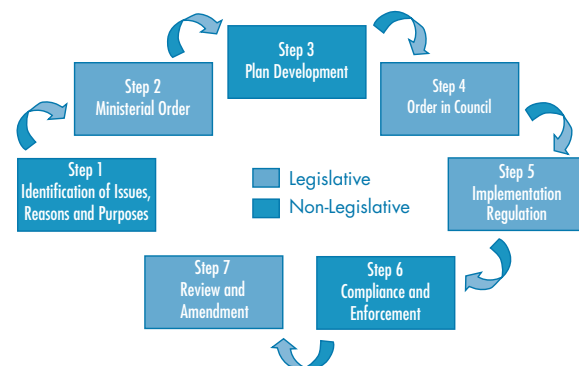 Step 1
Identification of Issues,
Reasons and Purposes
Step 2
Ministerial Order
Step 3
Plan Development
Step 4
Order in Council
Step 5
Implementation
Regulation
Step 6
Compliance and
Enforcement
Step 7
Review and
Amendment
Legislative
Non-Legislative